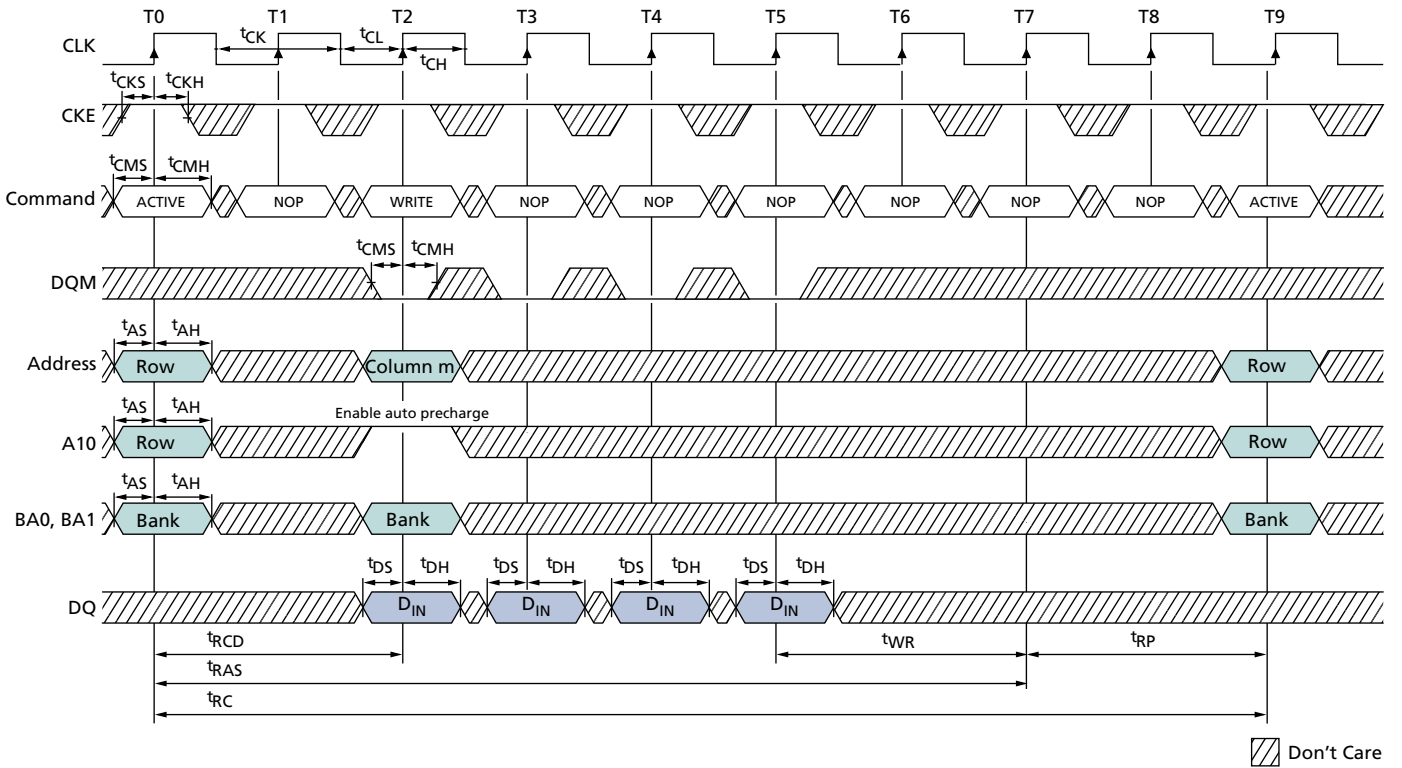 T0 T1 T2 T3 T4 T5 T6 T7 T8 T9
CLK tCK tCL
tCH
tCKS tCKH
CKE
tCMS tCMH
Command ACTIVE NOP WRITE NOP NOP NOP NOP NOP NOP ACTIVE
tCMS tCMH
DQM
tAS tAH
Address Row Column m Row
tAS tAH Enable auto precharge
A10 Row Row
tAS tAH
BA0, BA1 Bank Bank Bank
tDS tDH tDS tDH tDS tDH tDS tDH
DQ DIN DIN DIN DIN
tRCD tWR tRP
tRAS
tRC
Don't Care